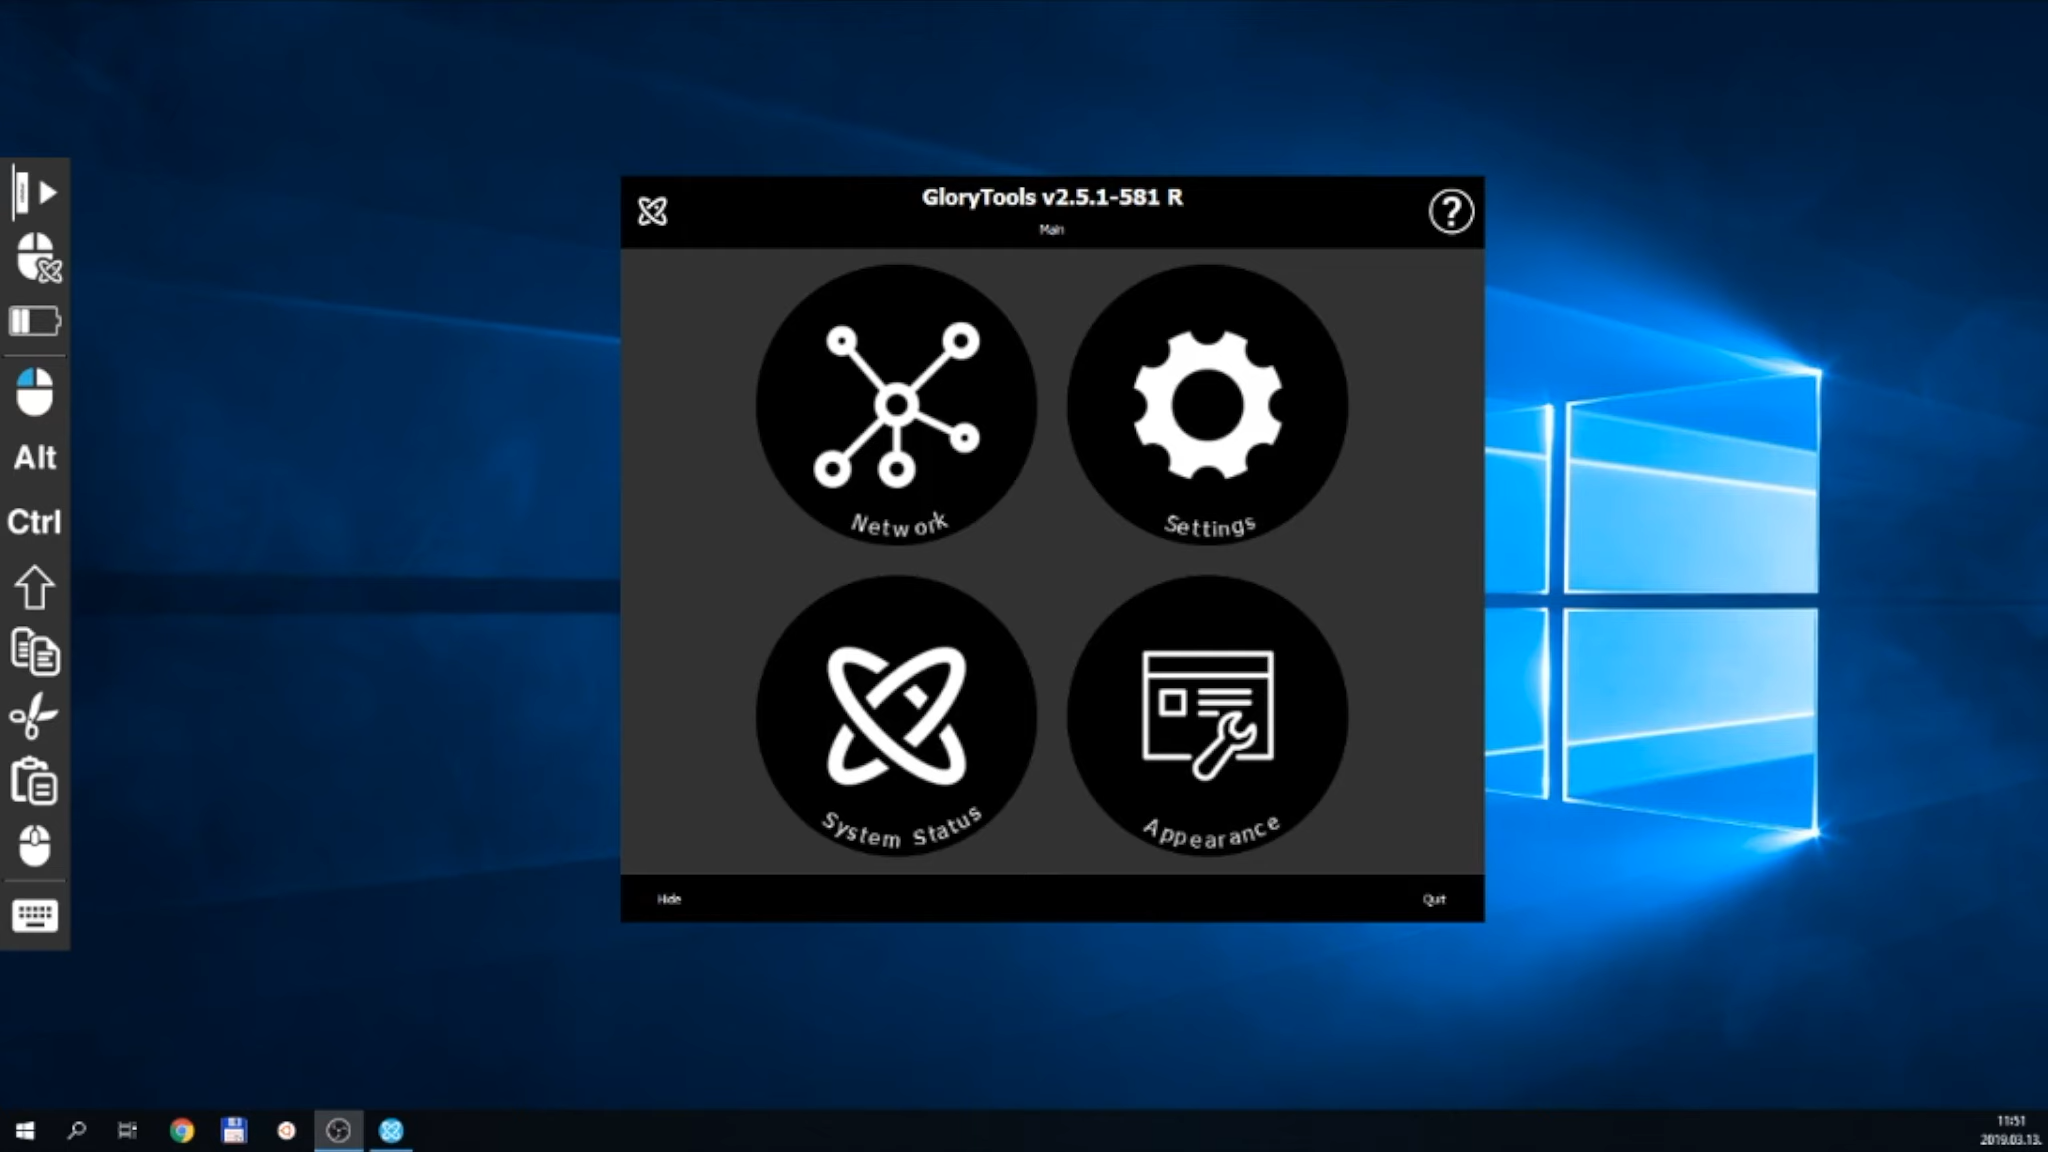 GloryTools v2.5.1-581 R
Main
Alt
Ctrl
Network
Settings
System Status
Appearance
Hide
Quit
11:51
2019.03.13.